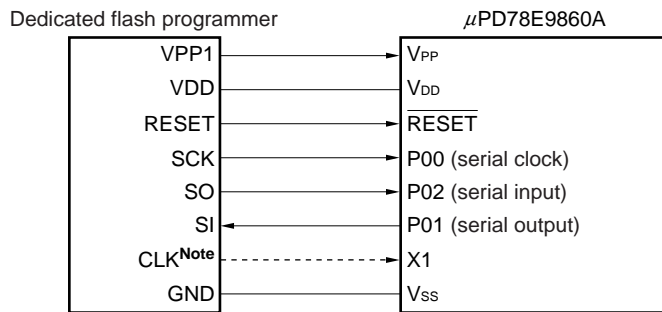 Dedicated flash programmer μPD78E9860A
VPP1 VPP
VDD VDD
RESET RESET
SCK P00 (serial clock)
SO P02 (serial input)
SI P01 (serial output)
CLKNote X1
GND VSS